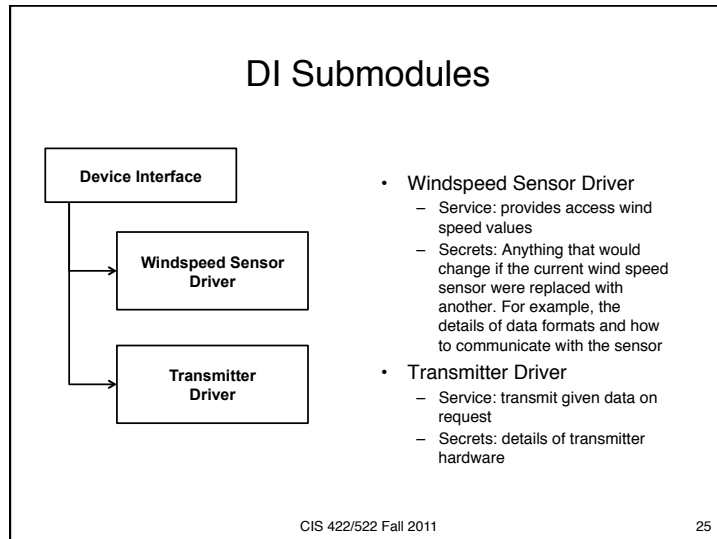 DI Submodules
Device Interface
Windspeed Sensor
Driver
Transmitter
Driver
• Windspeed Sensor Driver
– Service: provides access wind
speed values
– Secrets: Anything that would
change if the current wind speed
sensor were replaced with
another. For example, the
details of data formats and how
to communicate with the sensor
• Transmitter Driver
– Service: transmit given data on
request
– Secrets: details of transmitter
hardware
CIS 422/522 Fall 2011
25